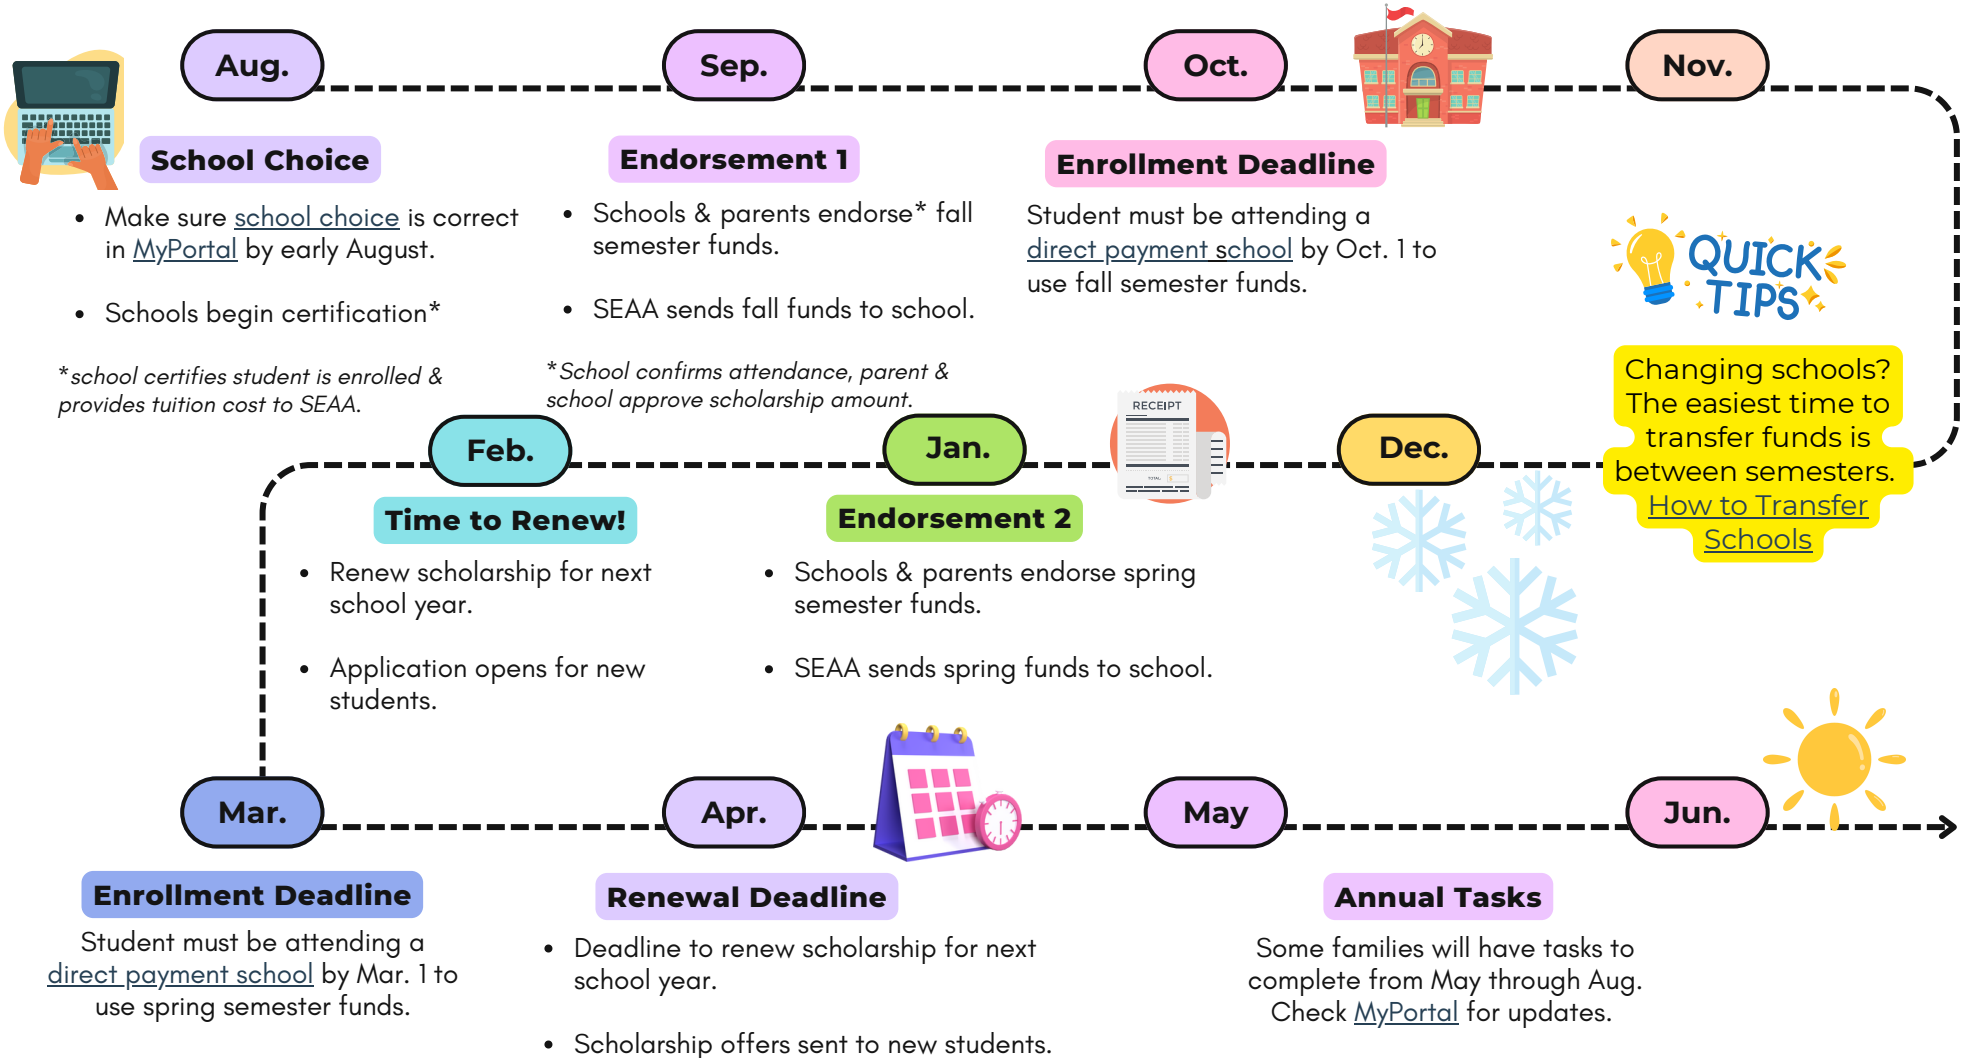 Aug.
Sep.
Oct.
Nov.
School Choice
• Make sure school choice is correct
in MyPortal by early August.
• Schools begin certification*
*school certifies student is enrolled &
provides tuition cost to SEAA.
Endorsement 1
• Schools & parents endorse* fall
semester funds.
• SEAA sends fall funds to school.
*School confirms attendance, parent &
school approve scholarship amount.
Enrollment Deadline
Student must be attending a
direct payment school by Oct. 1 to
use fall semester funds.
QUICK
TIPS
Changing schools?
The easiest time to
transfer funds is
between semesters.
How to Transfer
Schools
Dec.
RECEIPT
TOTAL
Jan.
Endorsement 2
• Schools & parents endorse spring
semester funds.
• SEAA sends spring funds to school.
Feb.
Time to Renew!
• Renew scholarship for next
school year.
• Application opens for new
students.
Mar.
Enrollment Deadline
Student must be attending a
direct payment school by Mar. 1 to
use spring semester funds.
Apr.
Renewal Deadline
• Deadline to renew scholarship for next
school year.
• Scholarship offers sent to new students.
May
Jun.
Annual Tasks
Some families will have tasks to
complete from May through Aug.
Check MyPortal for updates.